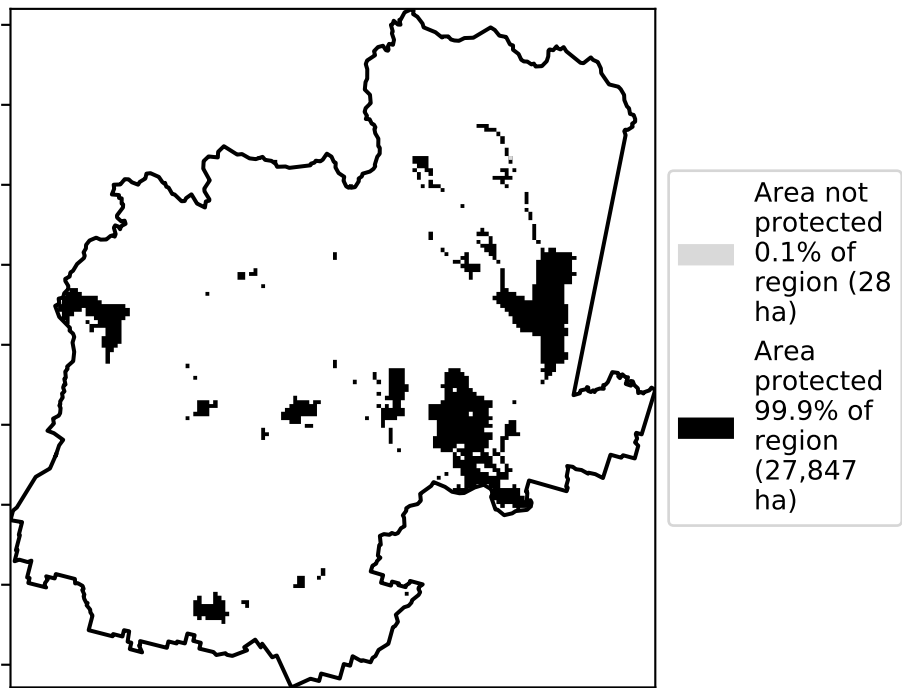 Area not
protected
0.1% of
region (28
ha)
Area
protected
99.9% of
region
(27,847
ha)